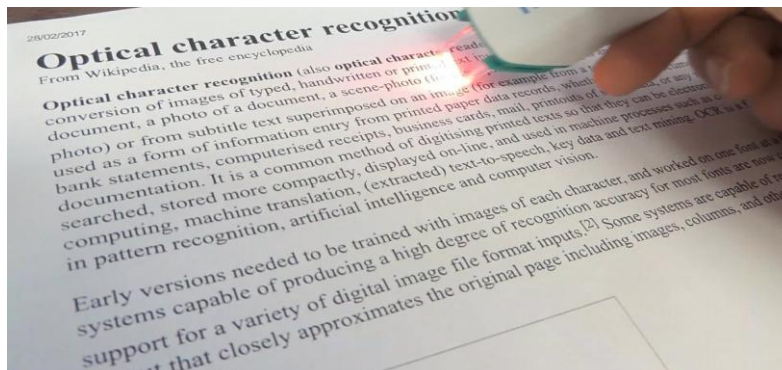 28/02/2017
Optical character recognition
From Wikipedia, the free encyclopedia
Optical character recognition (also optical character reade
conversion of images of typed, handwritten or printed text
document, a photo of a document, a scene-photo
photo) or from subtitle text superimposed on an image (for example from a
used as a form of information entry from printed paper data records, whether
bank statements, computerised receipts, business cards, mail, printouts of data, or any
documentation. It is a common method of digitising printed texts so that they can be electron
searched, stored more compactly, displayed on-line, and used in machine processes such as
computing, machine translation, (extracted) text-to-speech, key data and text mining. OCR is a
in pattern recognition, artificial intelligence and computer vision.
Early versions needed to be trained with images of each character, and worked on one font at a
systems capable of producing a high degree of recognition accuracy for most fonts are now
support for a variety of digital image file format inputs.[2] Some systems are capable of
that closely approximates the original page including images, columns, and